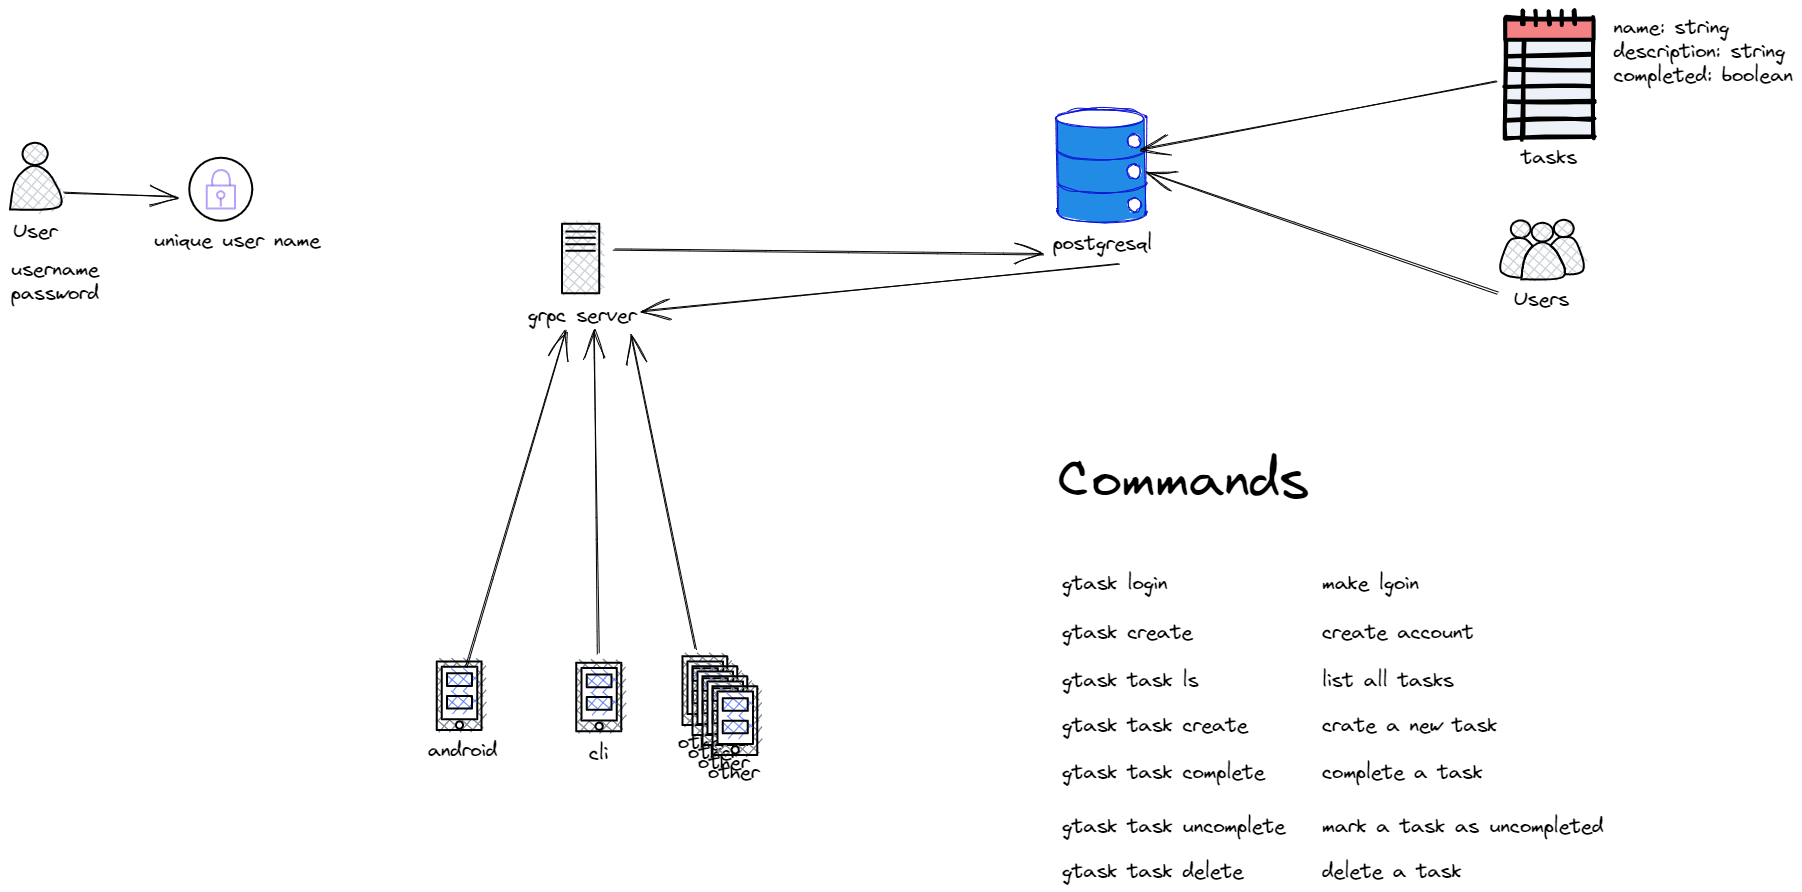 name: string
description: string
completed: boolean
tasks
User
unique user name
username
password
postgresql
Users
grpc server
Commands
gtask login make lgoin
gtask create create account
gtask task ls list all tasks
gtask task create crate a new task
gtask task complete complete a task
gtask task uncomplete mark a task as uncompleted
gtask task delete delete a task
android
cli
other
other